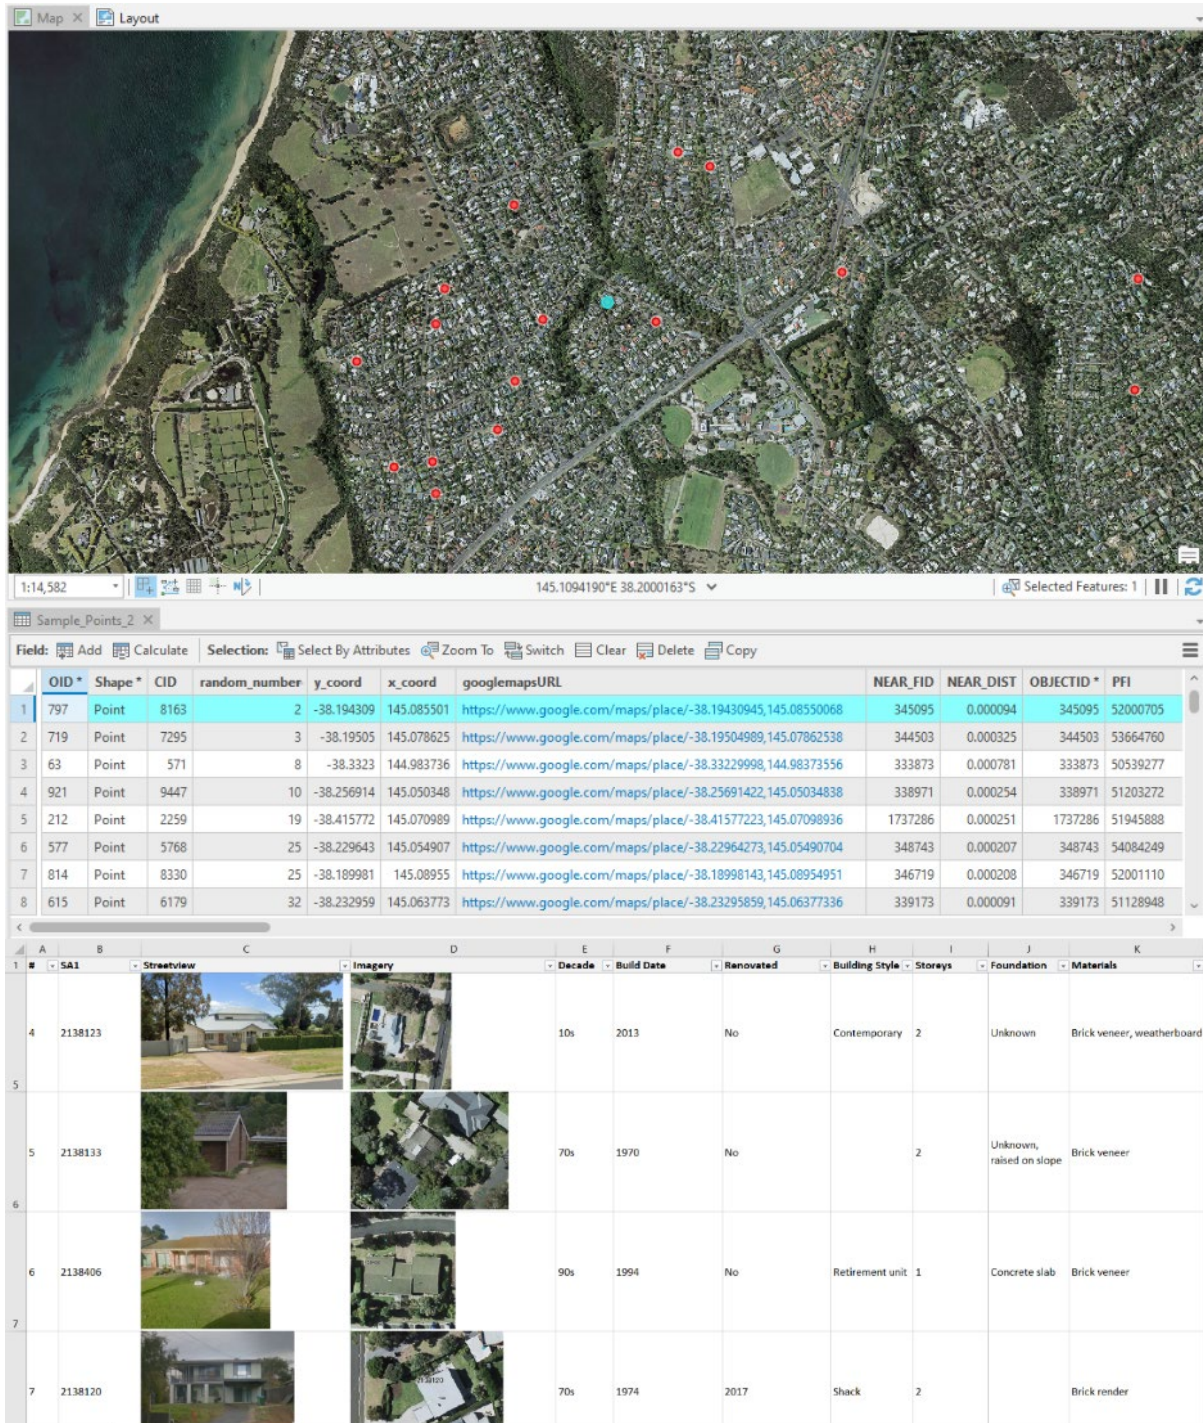 Map Layout
1:14,582 145.1094190°E 38.2000163°S Selected Features: 1
Sample_Points_2
Field: Add Calculate Selection: Select By Attributes Zoom To Switch Clear Delete Copy
OID * Shape * CID random_number y_coord x_coord googlemapsURL NEAR_FID NEAR_DIST OBJECTID * PFI
1 797 Point 8163 2 -38.194309 145.085501 https://www.google.com/maps/place/-38.19430945,145.08550068 345095 0.000094 345095 52000705
2 719 Point 7295 3 -38.19505 145.078625 https://www.google.com/maps/place/-38.19504989,145.07862538 344503 0.000325 344503 53664760
3 63 Point 571 8 -38.3323 144.983736 https://www.google.com/maps/place/-38.33229998,144.98373556 333873 0.000781 333873 50539277
4 921 Point 9447 10 -38.256914 145.050348 https://www.google.com/maps/place/-38.25691422,145.05034838 338971 0.000254 338971 51203272
5 212 Point 2259 19 -38.415772 145.070989 https://www.google.com/maps/place/-38.41577223,145.07098936 1737286 0.000251 1737286 51945888
6 577 Point 5768 25 -38.229643 145.054907 https://www.google.com/maps/place/-38.22964273,145.05490704 348743 0.000207 348743 54084249
7 814 Point 8330 25 -38.189981 145.08955 https://www.google.com/maps/place/-38.18998143,145.08954951 346719 0.000208 346719 52001110
8 615 Point 6179 32 -38.232959 145.063773 https://www.google.com/maps/place/-38.23295859,145.06377336 339173 0.000091 339173 51128948
A B C D E F G H I J K
1 # SA1 Streetview Imagery Decade Build Date Renovated Building Style Storeys Foundation Materials
4 2138123 10s 2013 No Contemporary 2 Unknown Brick veneer, weatherboard
5
5 2138133 70s 1970 No 2 Unknown, raised on slope Brick veneer
6
6 2138406 90s 1994 No Retirement unit 1 Concrete slab Brick veneer
7
7 2138120 2138120 70s 1974 2017 Shack 2 Brick render